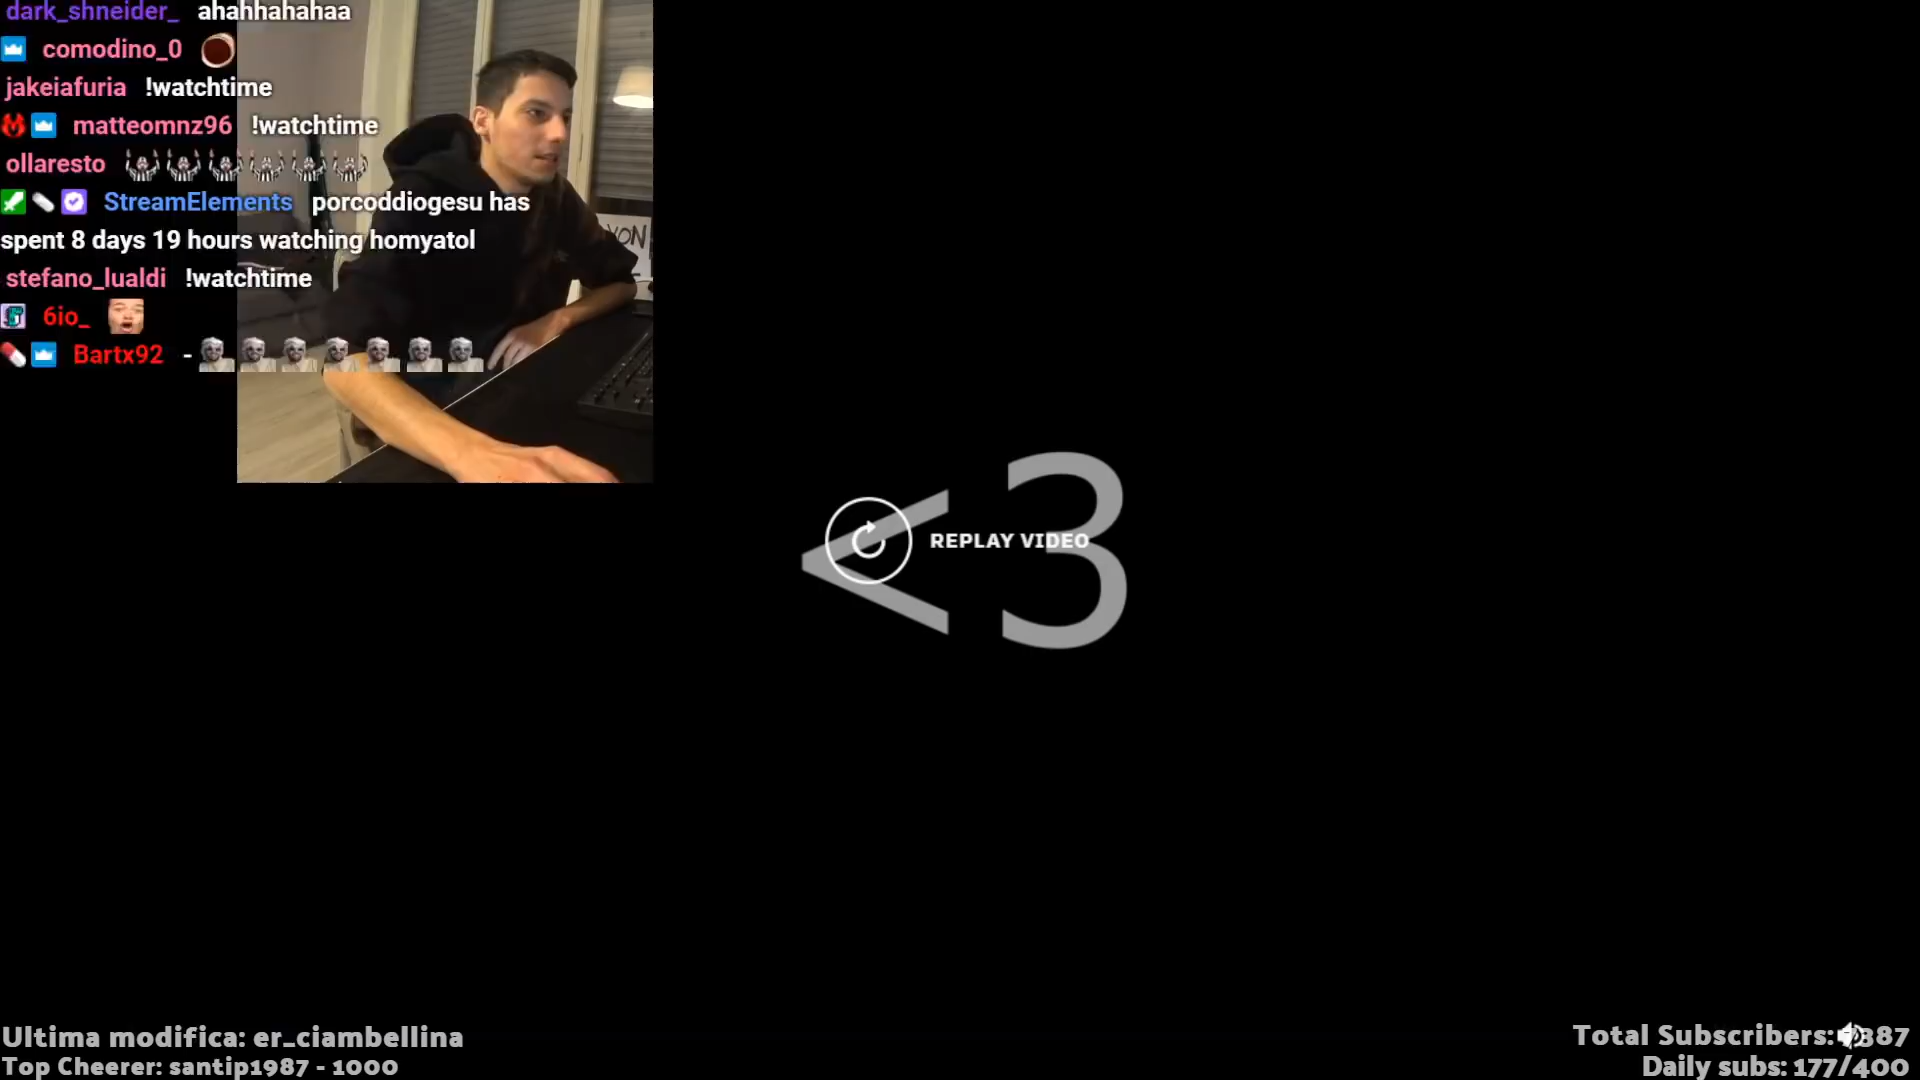 dark_shneider_ ahahhahahaa
comodino_0
jakeiafuria !watchtime
matteomnz96 !watchtime
ollaresto
StreamElements porcoddiogesu has
spent 8 days 19 hours watching homyatol
stefano_lualdi !watchtime
6io_
Bartx92 -
<3
REPLAY VIDEO
Ultima modifica: er_ciambellina
Top Cheerer: santip1987 - 1000
Total Subscribers:
Daily subs: 177/400